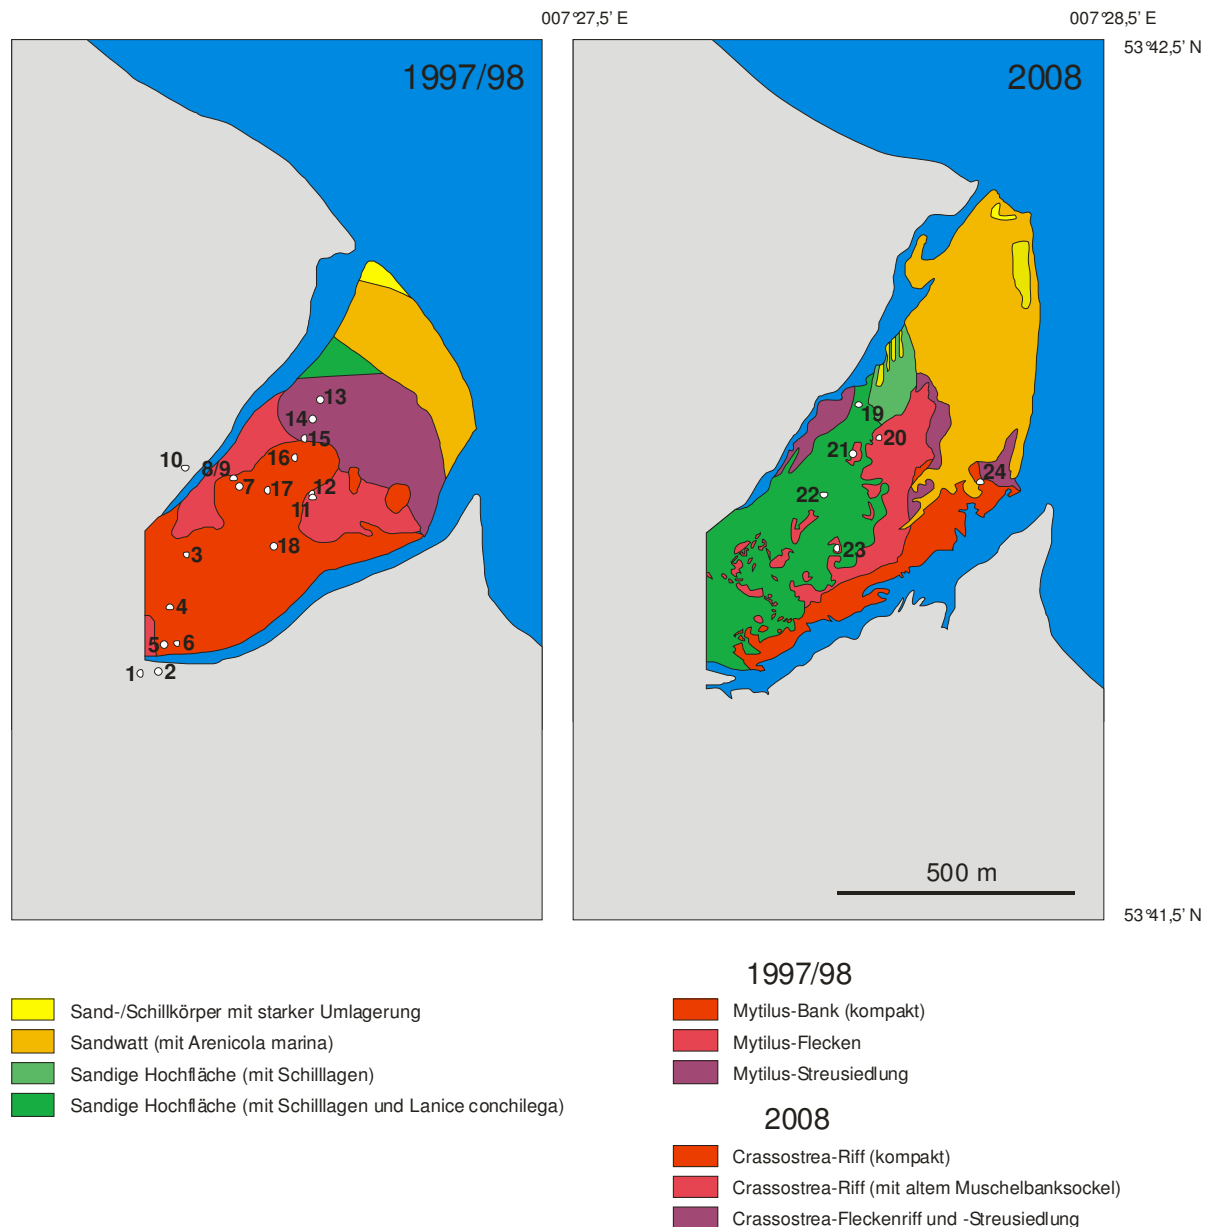 007°27,5' E
007°28,5' E
53°42,5' N
1997/98
2008
13
14
15
16
10
8/9
7
17
12
11
18
3
4
5
6
1
2
19
20
21
22
23
24
500 m
53°41,5' N
Sand-/Schillkörper mit starker Umlagerung
Sandwatt (mit Arenicola marina)
Sandige Hochfläche (mit Schilllagen)
Sandige Hochfläche (mit Schilllagen und Lanice conchilega)
1997/98
Mytilus-Bank (kompakt)
Mytilus-Flecken
Mytilus-Streusiedlung
2008
Crassostrea-Riff (kompakt)
Crassostrea-Riff (mit altem Muschelbanksockel)
Crassostrea-Fleckenriff und -Streusiedlung